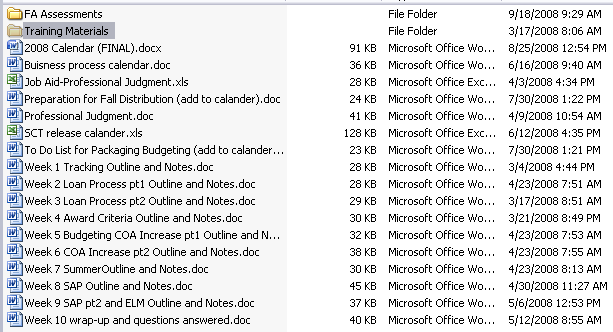 FA Assessments File Folder 9/18/2008 9:29 AM
Training Materials File Folder 3/17/2008 8:06 AM
2008 Calendar (FINAL).docx 91 KB Microsoft Office Wo... 8/25/2008 12:54 PM
Buisness process calendar.doc 36 KB Microsoft Office Wo... 6/16/2008 9:40 AM
Job Aid-Professional Judgment.xls 28 KB Microsoft Office Exc... 4/3/2008 4:34 PM
Preparation for Fall Distribution (add to calander).doc 24 KB Microsoft Office Wo... 7/30/2008 1:22 PM
Professional Judgment.doc 41 KB Microsoft Office Wo... 4/9/2008 10:54 AM
SCT release calander.xls 128 KB Microsoft Office Exc... 6/12/2008 4:35 PM
To Do List for Packaging Budgeting (add to calander... 23 KB Microsoft Office Wo... 7/30/2008 1:21 PM
Week 1 Tracking Outline and Notes.doc 28 KB Microsoft Office Wo... 3/4/2008 4:44 PM
Week 2 Loan Process pt1 Outline and Notes.doc 28 KB Microsoft Office Wo... 4/23/2008 7:51 AM
Week 3 Loan Process pt2 Outline and Notes.doc 29 KB Microsoft Office Wo... 3/17/2008 8:51 AM
Week 4 Award Criteria Outline and Notes.doc 30 KB Microsoft Office Wo... 3/21/2008 8:49 PM
Week 5 Budgeting COA Increase pt1 Outline and N... 32 KB Microsoft Office Wo... 4/23/2008 7:53 AM
Week 6 COA Increase pt2 Outline and Notes.doc 38 KB Microsoft Office Wo... 4/23/2008 7:55 AM
Week 7 SummerOutline and Notes.doc 30 KB Microsoft Office Wo... 4/23/2008 8:13 AM
Week 8 SAP Outline and Notes.doc 45 KB Microsoft Office Wo... 4/30/2008 11:27 AM
Week 9 SAP pt2 and ELM Outline and Notes.doc 37 KB Microsoft Office Wo... 5/6/2008 12:53 PM
Week 10 wrap-up and questions answered.doc 40 KB Microsoft Office Wo... 5/12/2008 8:55 AM